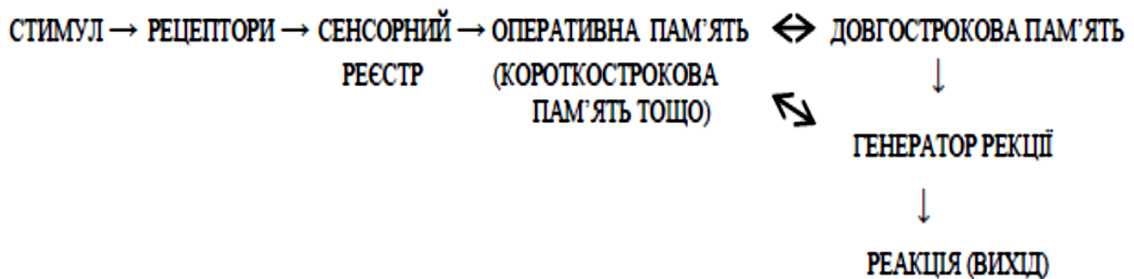 СТИМУЛ → РЕЦЕПТОРИ → СЕНСОРНИЙ → ОПЕРАТИВНА ПАМ’ЯТЬ ⟺ ДОВГОСТРОКОВА ПАМ’ЯТЬ
РЕЄСТР (КОРОТКОСТРОКОВА ↓
ПАМ’ЯТЬ ТОЩО)
ГЕНЕРАТОР РЕКЦІЇ
↓
РЕАКЦІЯ (ВИХІД)